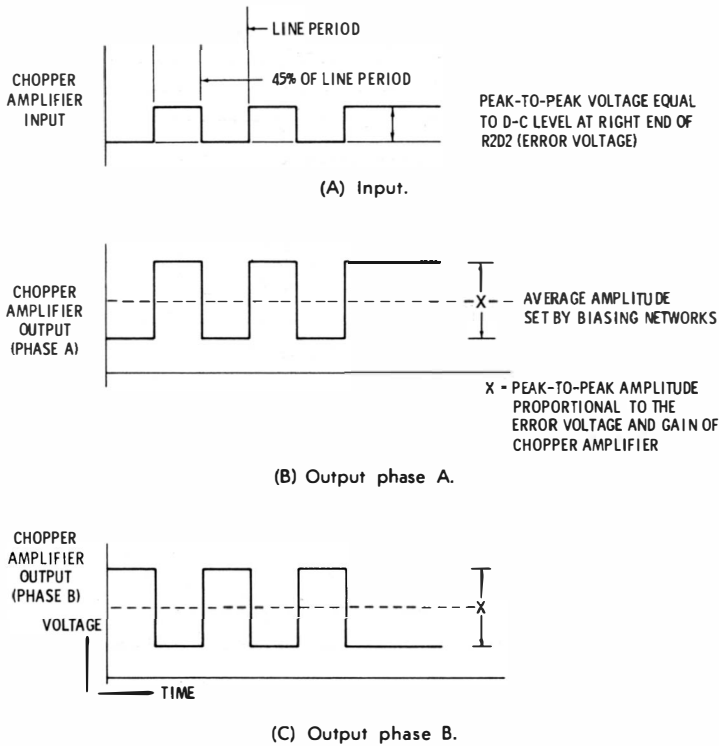 LINE PERIOD
45% OF LINE PERIOD
CHOPPER
AMPLIFIER
INPUT
PEAK-TO-PEAK VOLTAGE EQUAL
TO D-C LEVEL AT RIGHT END OF
R2D2 (ERROR VOLTAGE)
(A) Input.
CHOPPER
AMPLIFIER
OUTPUT
(PHASE A)
X
AVERAGE AMPLITUDE
SET BY BIASING NETWORKS
X - PEAK-TO-PEAK AMPLITUDE
PROPORTIONAL TO THE
ERROR VOLTAGE AND GAIN OF
CHOPPER AMPLIFIER
(B) Output phase A.
CHOPPER
AMPLIFIER
OUTPUT
(PHASE B)
X
VOLTAGE
TIME
(C) Output phase B.